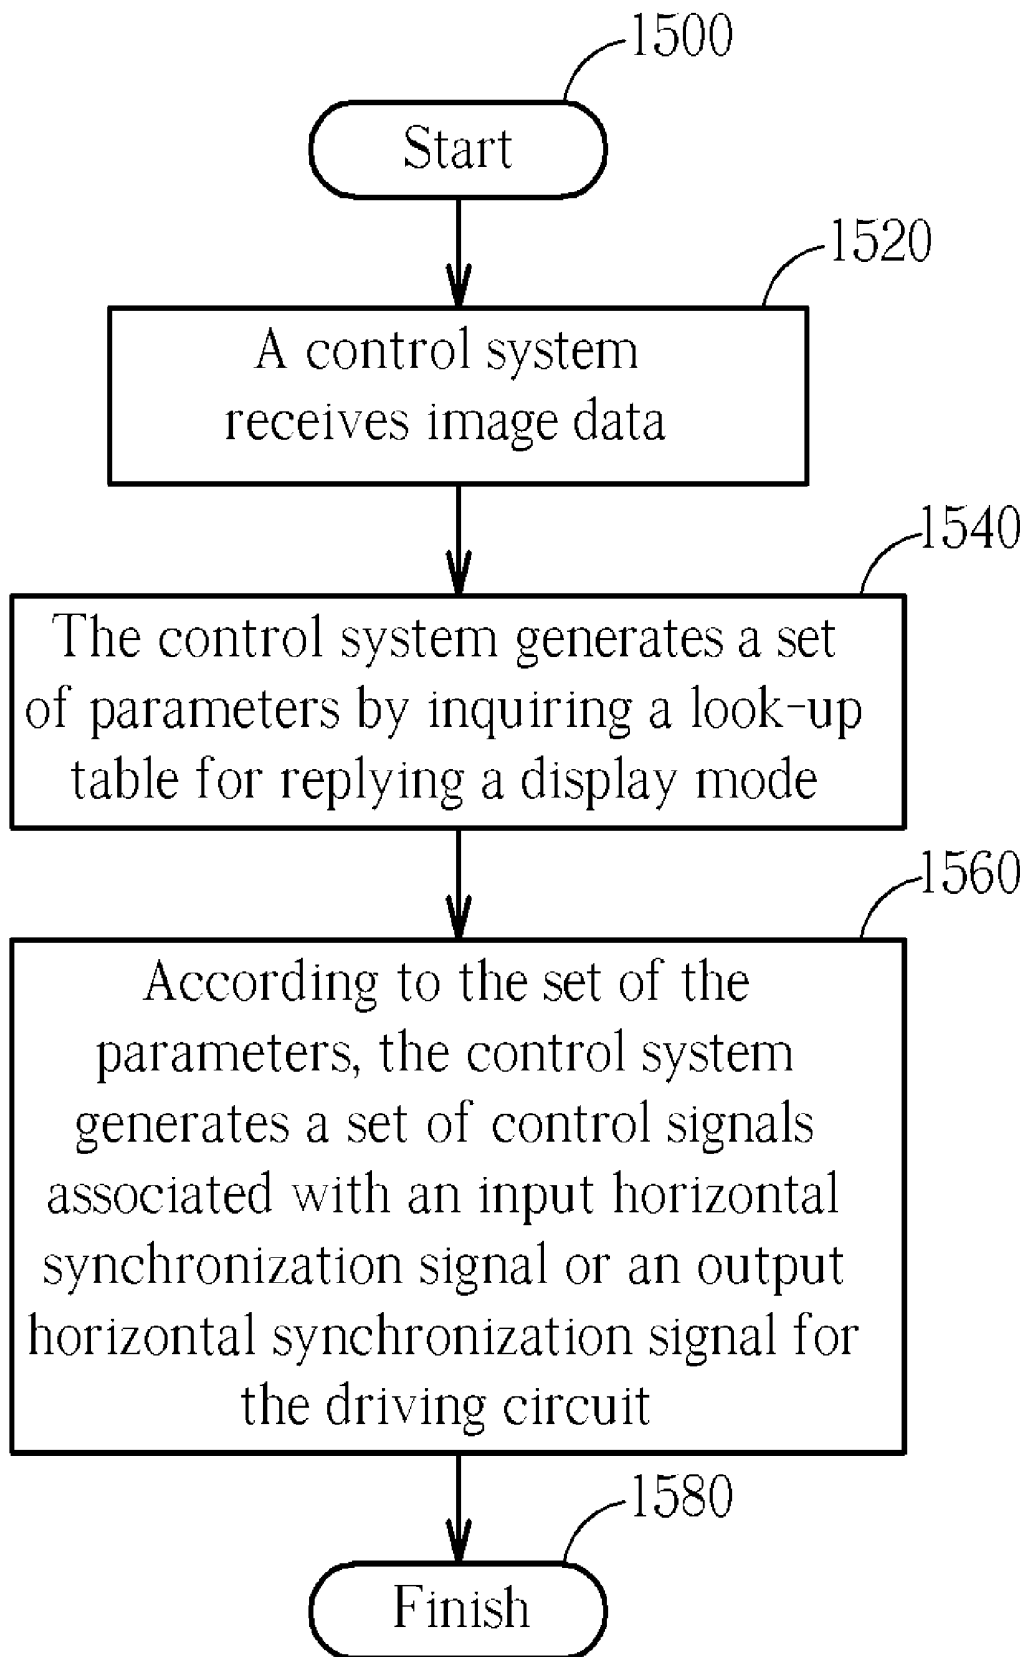 1500
Start
1520
A control system
receives image data
1540
The control system generates a set
of parameters by inquiring a look-up
table for replying a display mode
1560
According to the set of the
parameters, the control system
generates a set of control signals
associated with an input horizontal
synchronization signal or an output
horizontal synchronization signal for
the driving circuit
1580
Finish